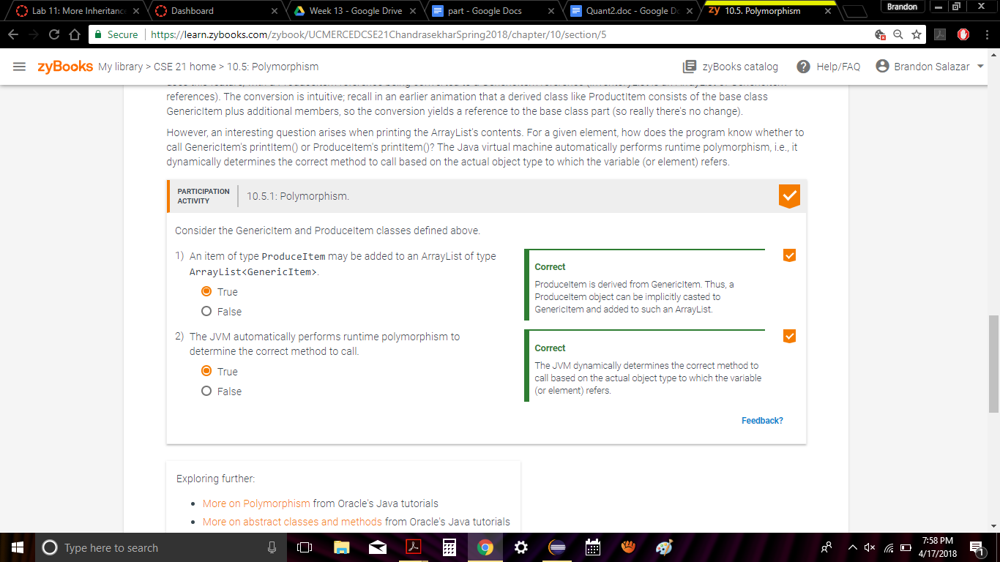 Lab 11: More Inheritanc
Dashboard
Week 13 - Google Drive
part - Google Docs
Quant2.doc - Google D
zy 10.5. Polymorphism
Brandon
Secure
https://learn.zybooks.com/zybook/UCMERCEDCSE21ChandrasekharSpring2018/chapter/10/section/5
zyBooks My library > CSE 21 home > 10.5: Polymorphism
zyBooks catalog
Help/FAQ
Brandon Salazar
references). The conversion is intuitive; recall in an earlier animation that a derived class like ProductItem consists of the base class
GenericItem plus additional members, so the conversion yields a reference to the base class part (so really there's no change).
However, an interesting question arises when printing the ArrayList's contents. For a given element, how does the program know whether to
call GenericItem's printItem() or ProduceItem's printItem()? The Java virtual machine automatically performs runtime polymorphism, i.e., it
dynamically determines the correct method to call based on the actual object type to which the variable (or element) refers.
PARTICIPATION
ACTIVITY
10.5.1: Polymorphism.
Consider the GenericItem and ProduceItem classes defined above.
1) An item of type ProduceItem may be added to an ArrayList of type
ArrayList<GenericItem>.
True
False
Correct
ProduceItem is derived from GenericItem. Thus, a
ProduceItem object can be implicitly casted to
GenericItem and added to such an ArrayList.
2) The JVM automatically performs runtime polymorphism to
determine the correct method to call.
True
False
Correct
The JVM dynamically determines the correct method to
call based on the actual object type to which the variable
(or element) refers.
Feedback?
Exploring further:
• More on Polymorphism from Oracle's Java tutorials
• More on abstract classes and methods from Oracle's Java tutorials
Type here to search
7:58 PM
4/17/2018
1